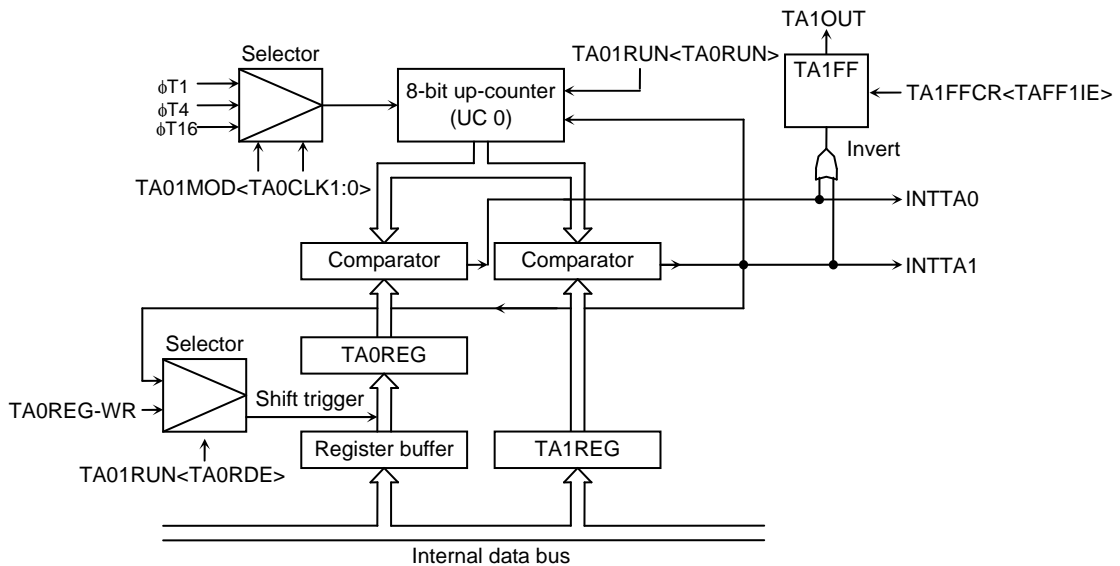 TA1OUT
Selector
TA01RUN<TA0RUN>
TA1FF
ϕT1
8-bit up-counter
(UC 0)
TA1FFCR<TAFF1IE>
ϕT4
ϕT16
Invert
TA01MOD<TA0CLK1:0>
INTTA0
Comparator
Comparator
INTTA1
Selector
TA0REG
Shift trigger
TA0REG-WR
Register buffer
TA1REG
TA01RUN<TA0RDE>
Internal data bus